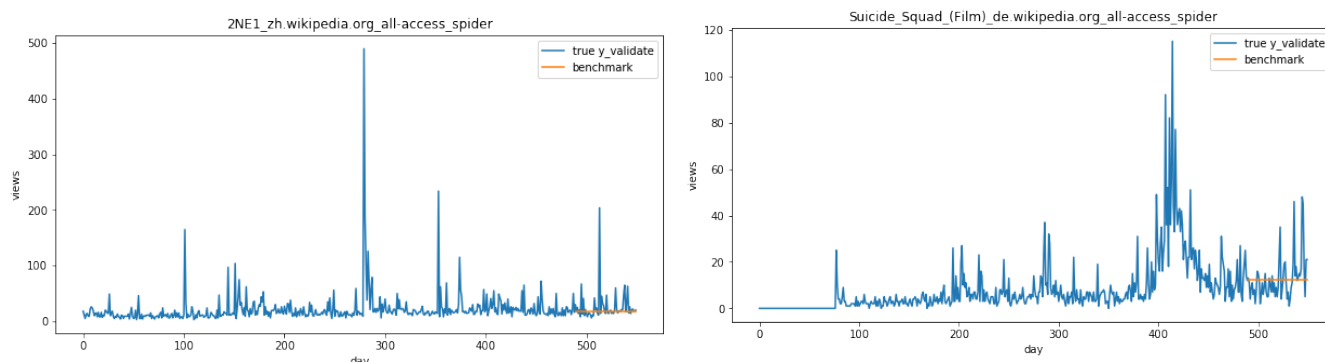 2NE1_zh.wikipedia.org_all-access_spider
500
400
300
200
100
0
views
0 100 200 300 400 500
day
true y_validate
benchmark
Suicide_Squad_(Film)_de.wikipedia.org_all-access_spider
120
100
80
60
40
20
0
views
0 100 200 300 400 500
day
true y_validate
benchmark